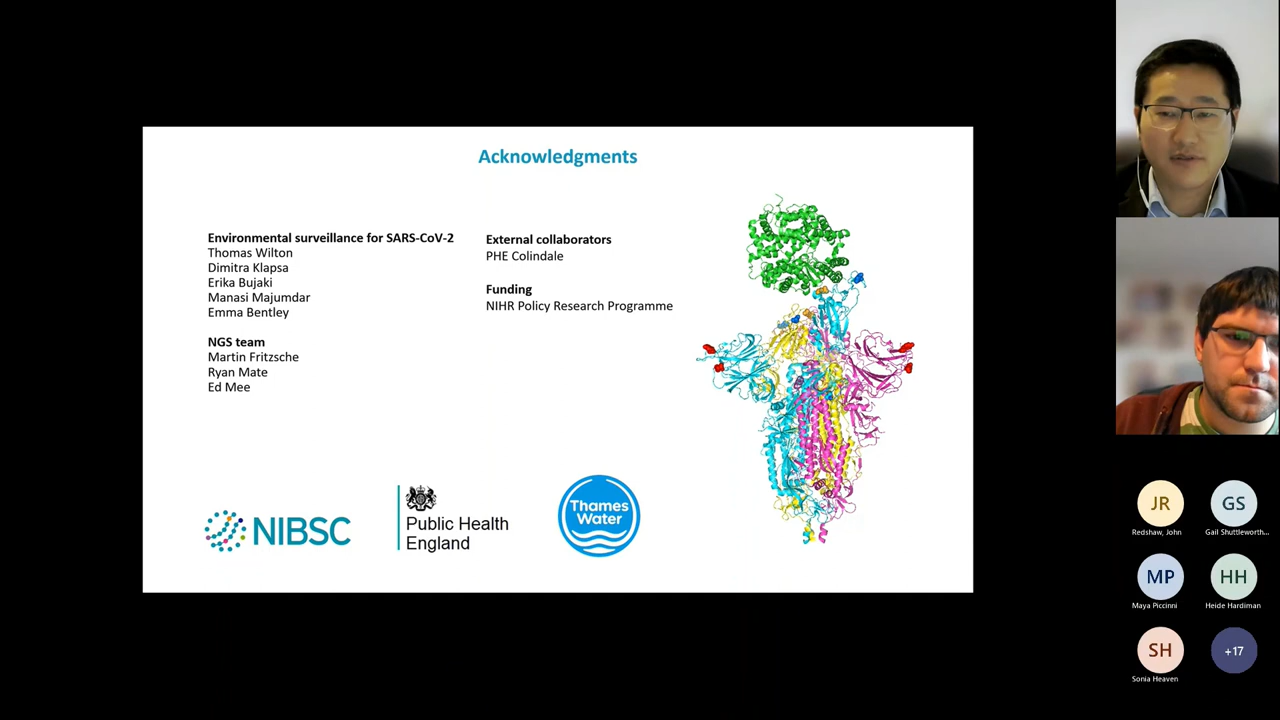 Acknowledgments
Environmental surveillance for SARS-CoV-2
Thomas Wilton
Dimitra Klapsa
Erika Bujaki
Manasi Majumdar
Emma Bentley
NGS team
Martin Fritzsche
Ryan Mate
Ed Mee
External collaborators
PHE Colindale
Funding
NIHR Policy Research Programme
NIBSC
Public Health
England
Thames
Water
JR
Redshaw, John
GS
Gail Shuttleworth...
MP
Maya Piccinni
HH
Heide Hardiman
SH
Sonia Heaven
+17